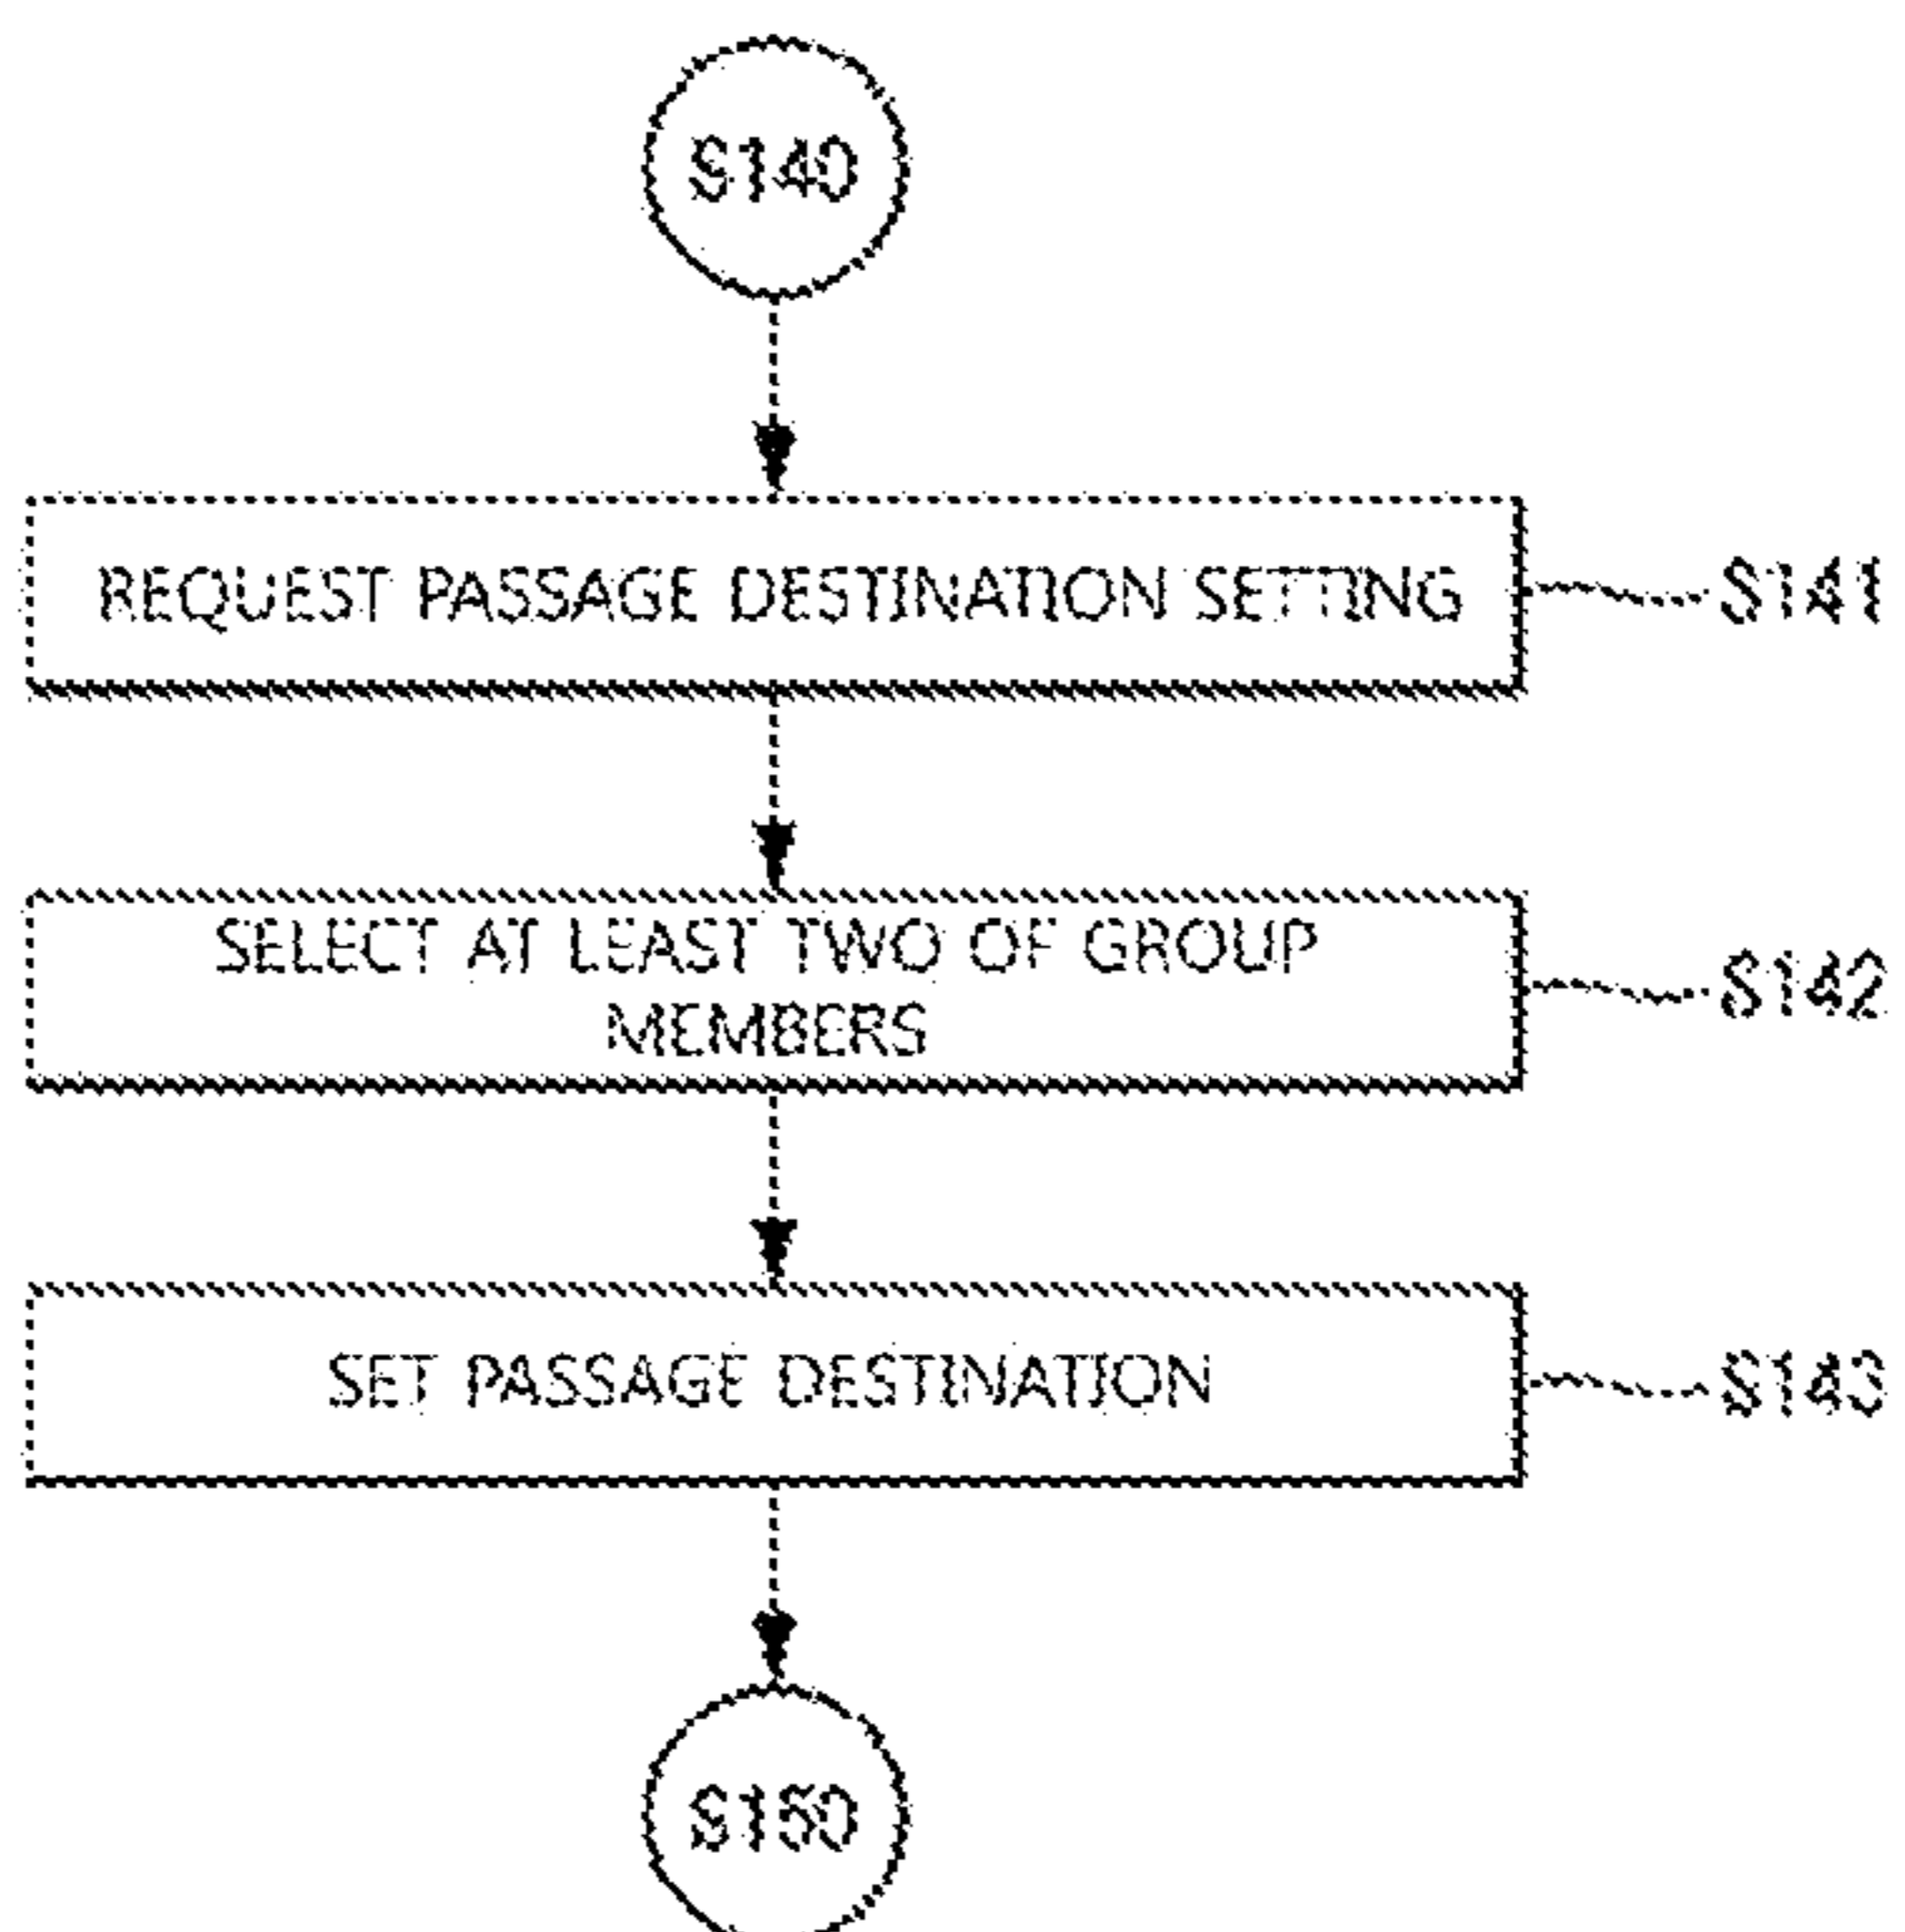 S140
REQUEST PASSAGE DESTINATION SETTING
S141
SELECT AT LEAST TWO OF GROUP
MEMBERS
S142
SET PASSAGE DESTINATION
S143
S150